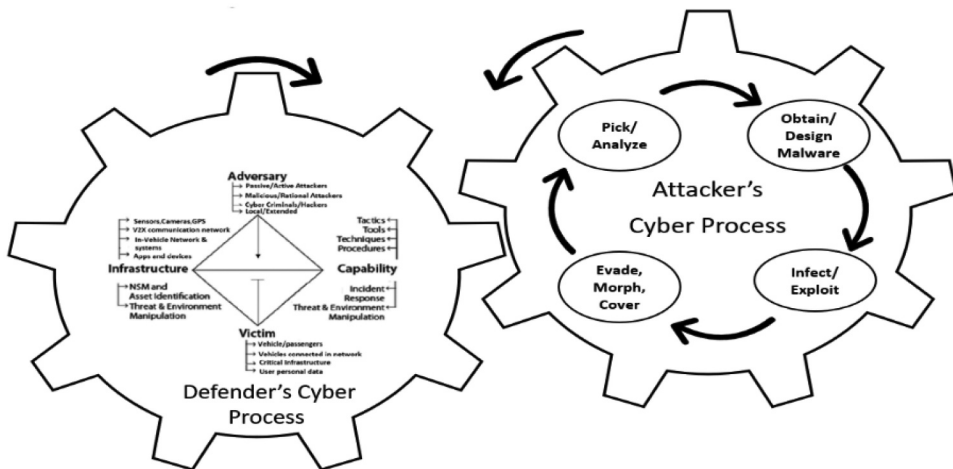 Adversary
Passive/Active Attackers
Malicious/Rational Attackers
Cyber Criminals/Hackers
Local/Extended
Sensors,Cameras,GPS
V2X communication network
In-Vehicle Network &
systems
Apps and devices
Infrastructure
NSM and
Asset Identification
Threat & Environment
Manipulation
Tactics
Tools
Techniques
Procedures
Capability
Incident
Response
Threat & Environment
Manipulation
Victim
Vehicle/passengers
Vehicles connected in network
Critical Infrastructure
User personal data
Defender's Cyber
Process
Pick/
Analyze
Obtain/
Design
Malware
Attacker's
Cyber Process
Evade,
Morph,
Cover
Infect/
Exploit